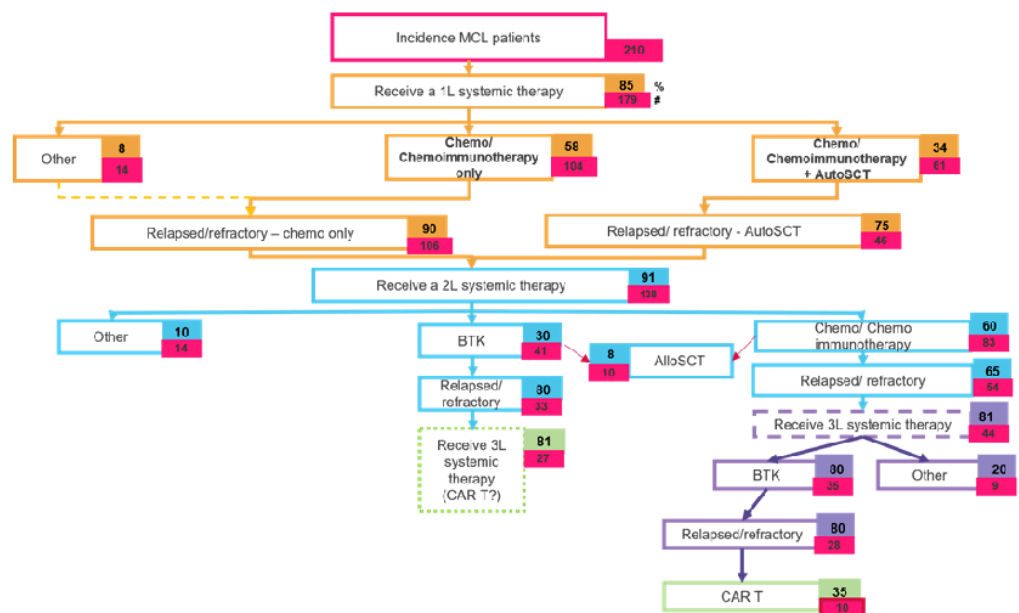 Incidence MCL patients
210
Receive a 1L systemic therapy
85
%
179
#
Other
8
14
Chemo/
Chemoimmunotherapy
only
58
104
Chemo/
Chemoimmunotherapy
+ AutoSCT
34
61
Relapsed/refractory – chemo only
90
106
Relapsed/ refractory - AutoSCT
75
46
Receive a 2L systemic therapy
91
138
Other
10
14
BTK
30
41
8
10
AlloSCT
Chemo/ Chemo
immunotherapy
60
83
Relapsed/
refractory
80
33
Relapsed/ refractory
65
54
Receive 3L
systemic
therapy
(CAR T?)
81
27
Receive 3L systemic therapy
81
44
BTK
80
35
Other
20
9
Relapsed/refractory
80
28
CAR T
35
10